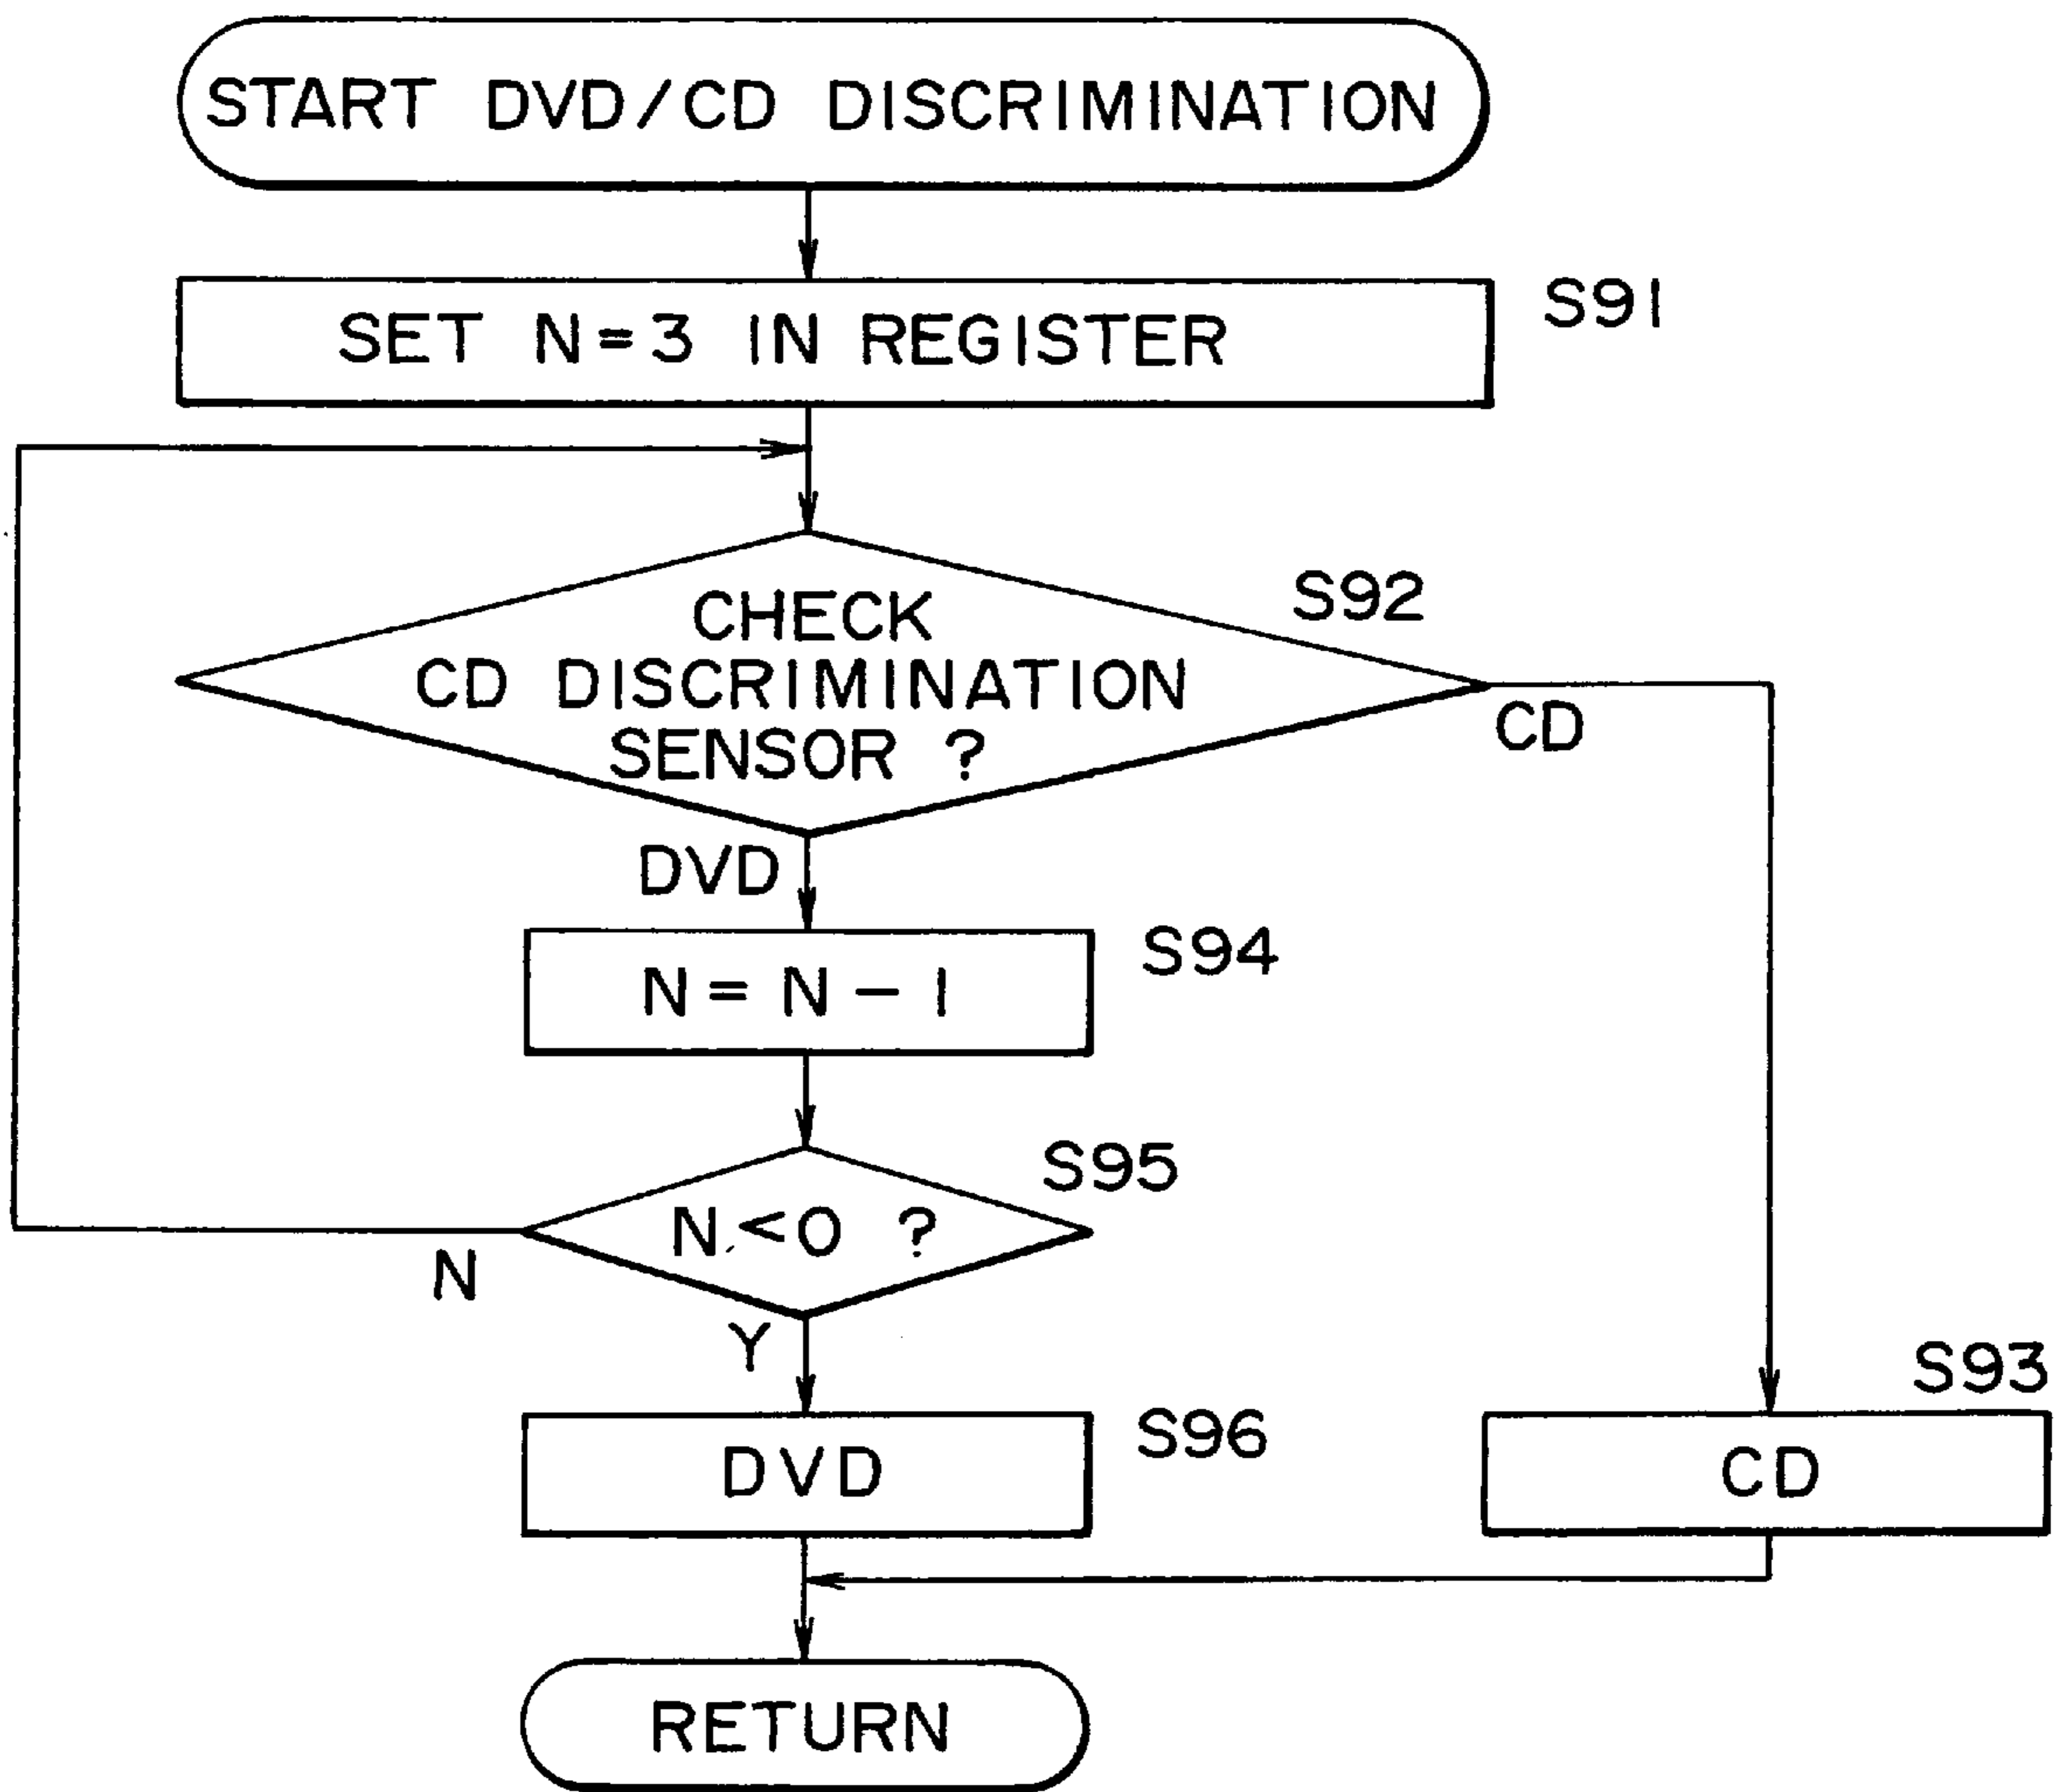 START DVD/CD DISCRIMINATION
SET N=3 IN REGISTER
S91
CHECK
CD DISCRIMINATION
SENSOR ?
S92
CD
DVD
N=N-1
S94
N<0 ?
S95
N
Y
DVD
S96
CD
S93
RETURN